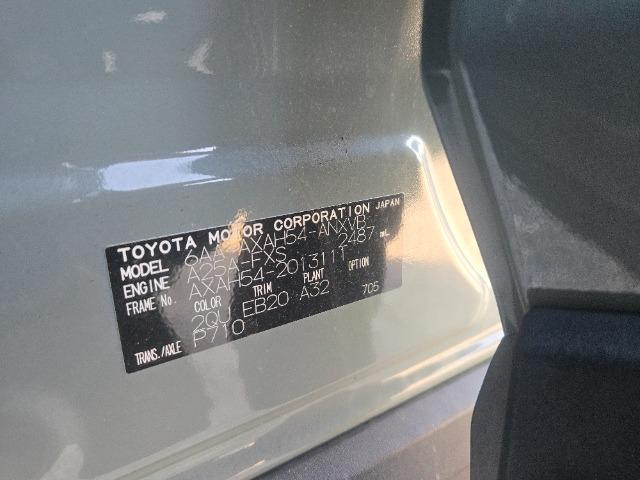 TOYOTA MOTOR CORPORATION JAPAN
MODEL 6AA-AXAH54-ANXVB
ENGINE A25A-FXS 2487 mL
FRAME No. AXAH54-2013111
COLOR TRIM PLANT OPTION
2QU EB20 A32 705
TRANS./AXLE P710